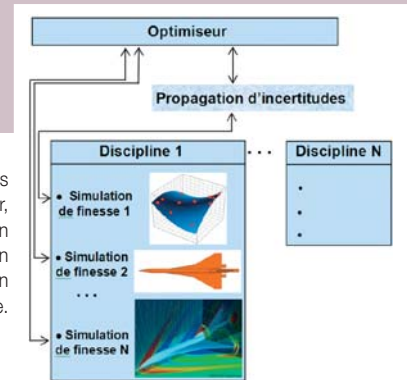 Optimiseur
Propagation d'incertitudes
Discipline 1
. . .
Discipline N
• Simulation
de finesse 1
• Simulation
de finesse 2
...
• Simulation
de finesse N
s
r,
n
n
n
e.